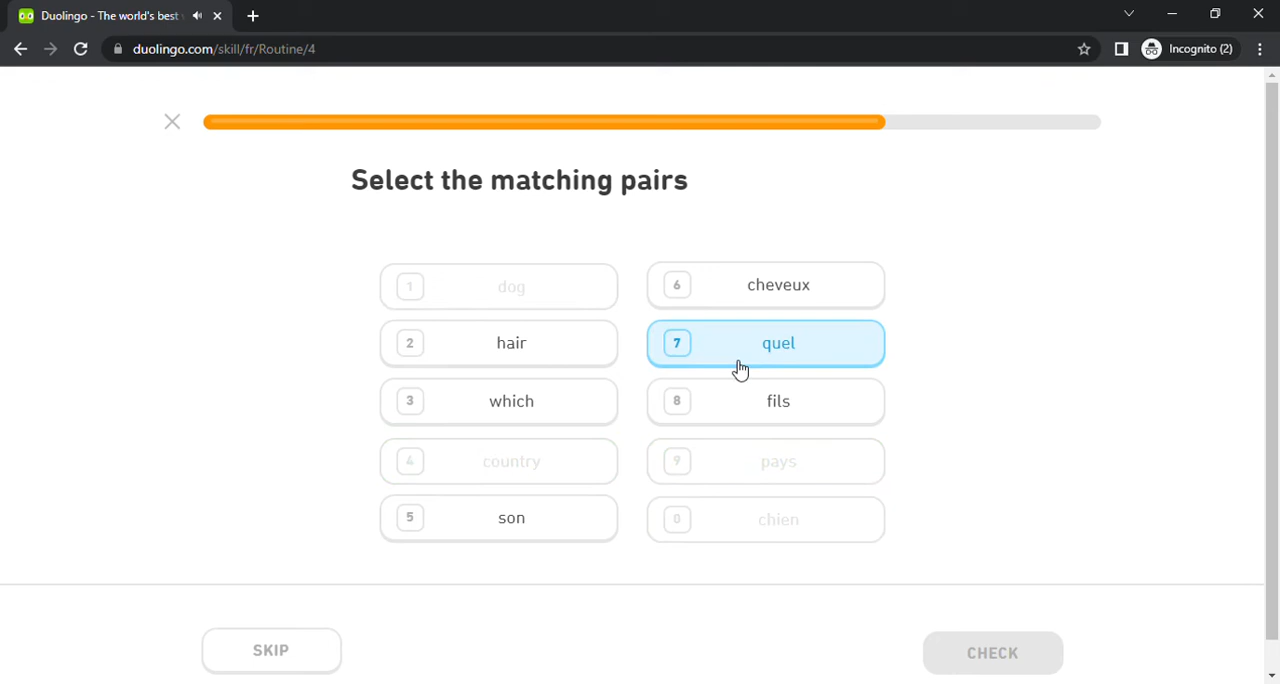 Duolingo - The world's best
duolingo.com/skill/fr/Routine/4
Incognito (2)
Select the matching pairs
1 dog
6 cheveux
2 hair
7 quel
3 which
8 fils
4 country
9 pays
5 son
0 chien
SKIP
CHECK